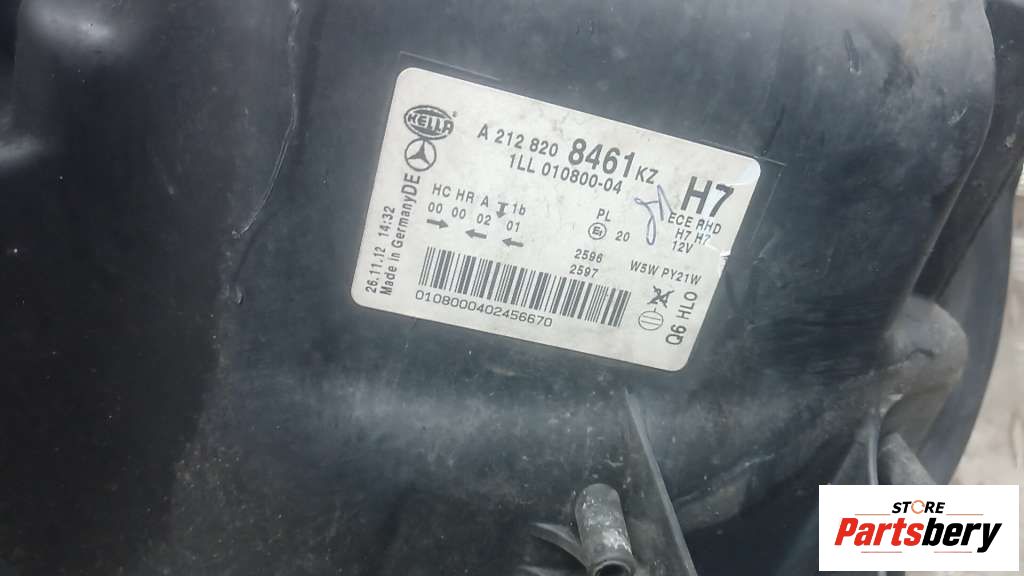 HELLA
A 212 820 8461 KZ
1LL 010800-04
H7
ECE RHD
H7 H7
12V
HC HR A 1b
00 00 02 01
PL
E1 20
2596
2597
W5W PY21W
26.11.12 14:32
Made in Germany DE
0108000402456670
Q6 HL0
STORE
Partsbery